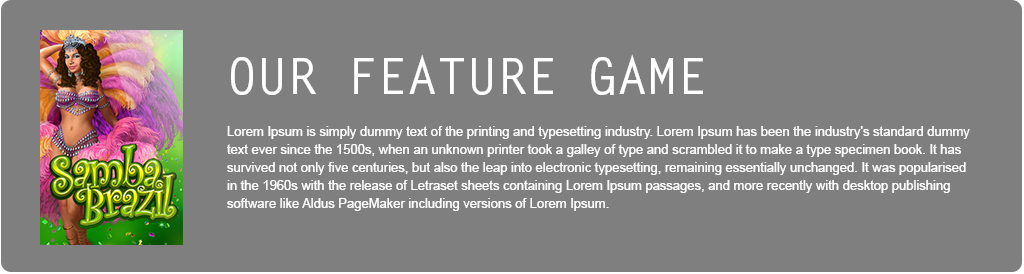 OUR FEATURE GAME
Lorem Ipsum is simply dummy text of the printing and typesetting industry. Lorem Ipsum has been the industry's standard dummy
text ever since the 1500s, when an unknown printer took a galley of type and scrambled it to make a type specimen book. It has
survived not only five centuries, but also the leap into electronic typesetting, remaining essentially unchanged. It was popularised
in the 1960s with the release of Letraset sheets containing Lorem Ipsum passages, and more recently with desktop publishing
software like Aldus PageMaker including versions of Lorem Ipsum.
Samba
Brazil